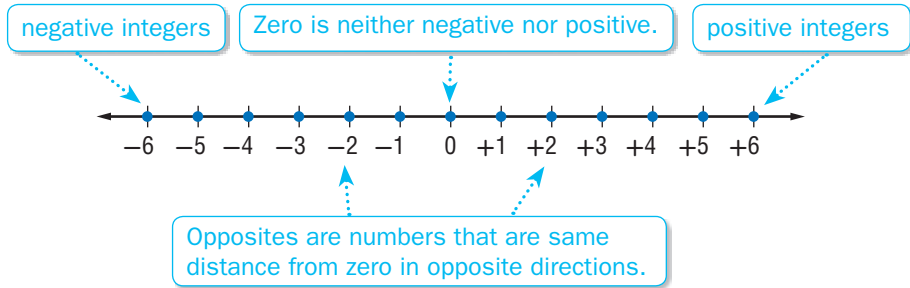 negative integers
Zero is neither negative nor positive.
positive integers
−6 −5 −4 −3 −2 −1 0 +1 +2 +3 +4 +5 +6
Opposites are numbers that are same
distance from zero in opposite directions.